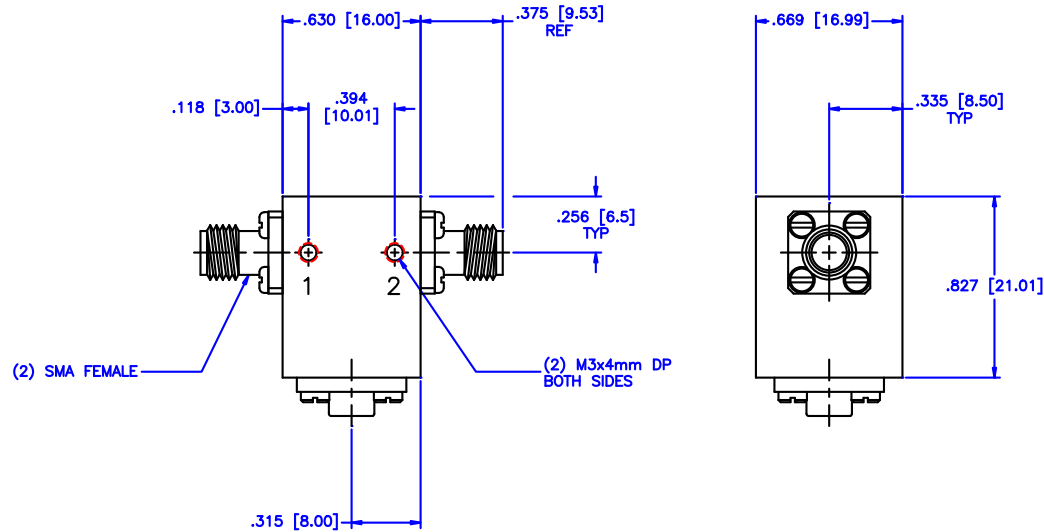 .630 [16.00]
.375 [9.53]
REF
.669 [16.99]
.118 [3.00]
.394
[10.01]
.335 [8.50]
TYP
.256 [6.5]
TYP
1
2
.827 [21.01]
(2) SMA FEMALE
(2) M3x4mm DP
BOTH SIDES
.315 [8.00]